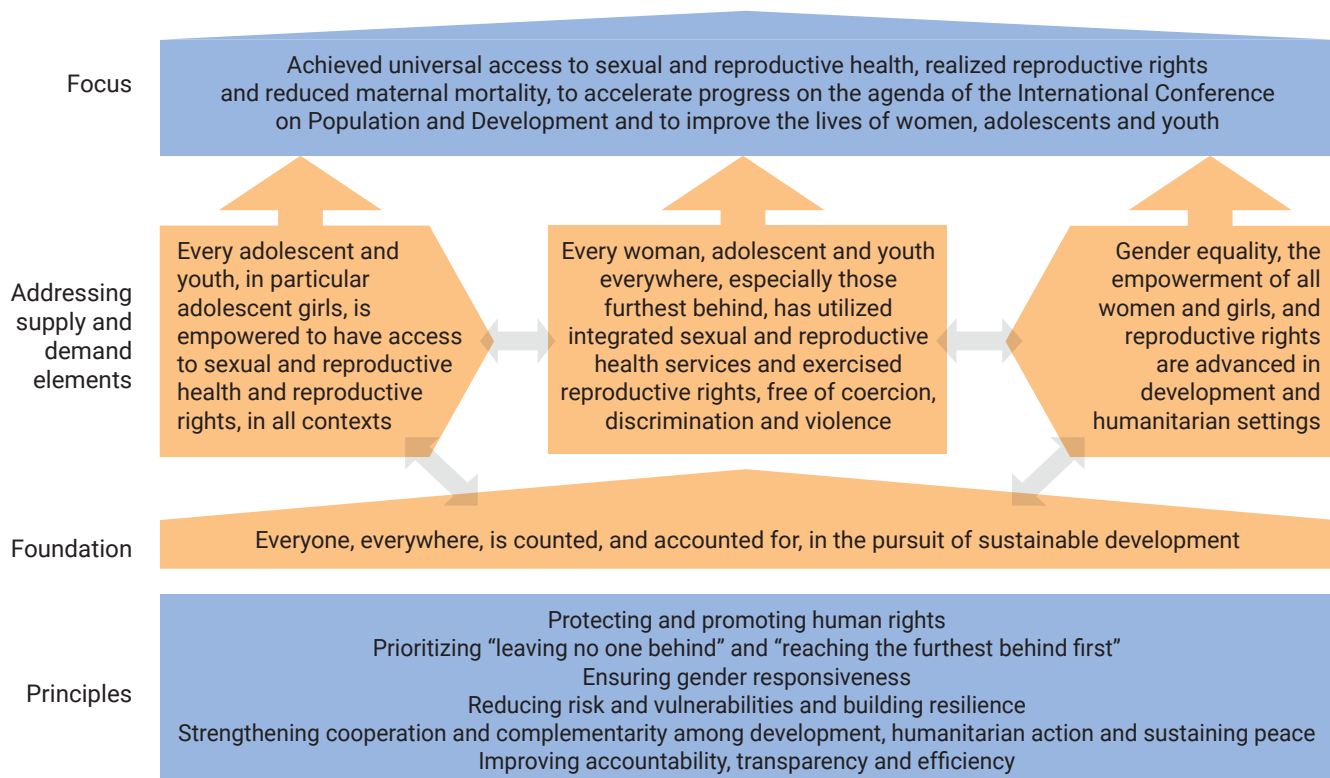 Focus
Achieved universal access to sexual and reproductive health, realized reproductive rights
and reduced maternal mortality, to accelerate progress on the agenda of the International Conference
on Population and Development and to improve the lives of women, adolescents and youth
Addressing
supply and
demand
elements
Every adolescent and
youth, in particular
adolescent girls, is
empowered to have access
to sexual and reproductive
health and reproductive
rights, in all contexts
Every woman, adolescent and youth
everywhere, especially those
furthest behind, has utilized
integrated sexual and reproductive
health services and exercised
reproductive rights, free of coercion,
discrimination and violence
Gender equality, the
empowerment of all
women and girls, and
reproductive rights
are advanced in
development and
humanitarian settings
Foundation
Everyone, everywhere, is counted, and accounted for, in the pursuit of sustainable development
Principles
Protecting and promoting human rights
Prioritizing “leaving no one behind” and “reaching the furthest behind first”
Ensuring gender responsiveness
Reducing risk and vulnerabilities and building resilience
Strengthening cooperation and complementarity among development, humanitarian action and sustaining peace
Improving accountability, transparency and efficiency